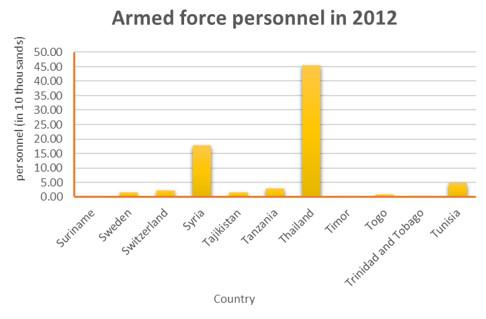 Armed force personnel in 2012
personnel (in 10 thousands)
50.00
45.00
40.00
35.00
30.00
25.00
20.00
15.00
10.00
5.00
0.00
Suriname
Sweden
Switzerland
Syria
Tajikistan
Tanzania
Thailand
Timor
Togo
Trinidad and Tobago
Tunisia
Country